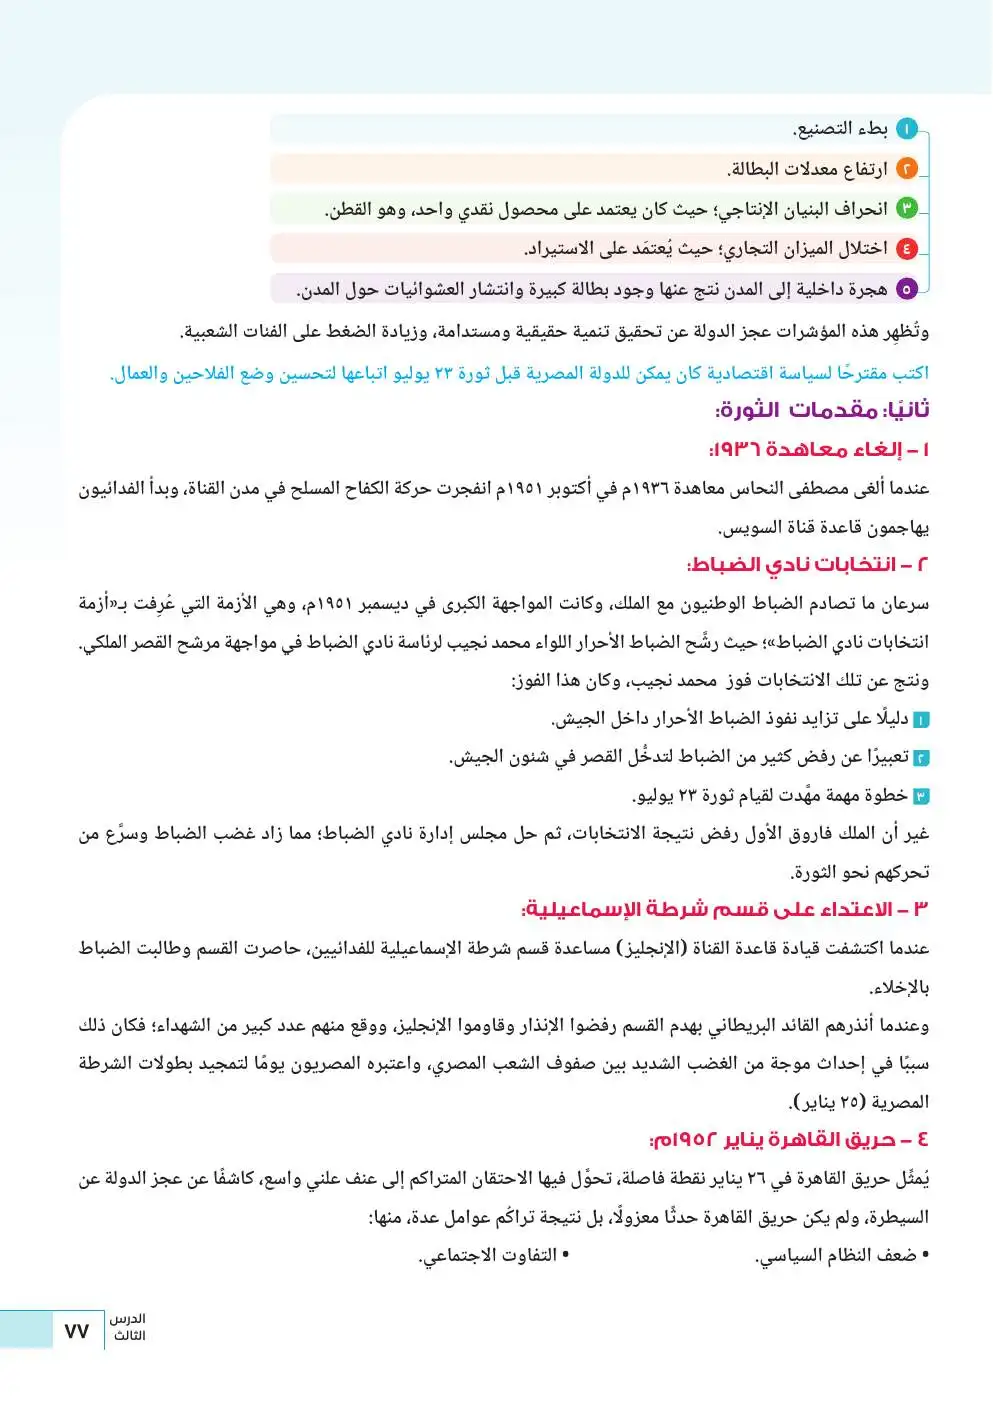 ١ بطء التصنيع.
٢ ارتفاع معدلات البطالة.
٣ انحراف البنيان الإنتاجي؛ حيث كان يعتمد على محصول نقدي واحد، وهو القطن.
٤ اختلال الميزان التجاري؛ حيث يُعتمَد على الاستيراد.
٥ هجرة داخلية إلى المدن نتج عنها وجود بطالة كبيرة وانتشار العشوائيات حول المدن.
وتُظهِر هذه المؤشرات عجز الدولة عن تحقيق تنمية حقيقية ومستدامة، وزيادة الضغط على الفئات الشعبية.
اكتب مقترحًا لسياسة اقتصادية كان يمكن للدولة المصرية قبل ثورة ٢٣ يوليو اتباعها لتحسين وضع الفلاحين والعمال.
ثانيًا: مقدمات الثورة:
١ - إلغاء معاهدة ١٩٣٦:
عندما ألغى مصطفى النحاس معاهدة ١٩٣٦م في أكتوبر ١٩٥١م انفجرت حركة الكفاح المسلح في مدن القناة، وبدأ الفدائيون
يهاجمون قاعدة قناة السويس.
٢ - انتخابات نادي الضباط:
سرعان ما تصادم الضباط الوطنيون مع الملك، وكانت المواجهة الكبرى في ديسمبر ١٩٥١م، وهي الأزمة التي عُرِفت بـ«أزمة
انتخابات نادي الضباط»؛ حيث رشَّح الضباط الأحرار اللواء محمد نجيب لرئاسة نادي الضباط في مواجهة مرشح القصر الملكي.
ونتج عن تلك الانتخابات فوز محمد نجيب، وكان هذا الفوز:
١ دليلًا على تزايد نفوذ الضباط الأحرار داخل الجيش.
٢ تعبيرًا عن رفض كثير من الضباط لتدخُّل القصر في شئون الجيش.
٣ خطوة مهمة مهَّدت لقيام ثورة ٢٣ يوليو.
غير أن الملك فاروق الأول رفض نتيجة الانتخابات، ثم حل مجلس إدارة نادي الضباط؛ مما زاد غضب الضباط وسرَّع من
تحركهم نحو الثورة.
٣ - الاعتداء على قسم شرطة الإسماعيلية:
عندما اكتشفت قيادة قاعدة القناة (الإنجليز) مساعدة قسم شرطة الإسماعيلية للفدائيين، حاصرت القسم وطالبت الضباط
بالإخلاء.
وعندما أنذرهم القائد البريطاني بهدم القسم رفضوا الإنذار وقاوموا الإنجليز، ووقع منهم عدد كبير من الشهداء؛ فكان ذلك
سببًا في إحداث موجة من الغضب الشديد بين صفوف الشعب المصري، واعتبره المصريون يومًا لتمجيد بطولات الشرطة
المصرية (٢٥ يناير).
٤ - حريق القاهرة يناير ١٩٥٢م:
يُمثِّل حريق القاهرة في ٢٦ يناير نقطة فاصلة، تحوَّل فيها الاحتقان المتراكم إلى عنف علني واسع، كاشفًا عن عجز الدولة عن
السيطرة، ولم يكن حريق القاهرة حدثًا معزولًا، بل نتيجة تراكُم عوامل عدة، منها:
• ضعف النظام السياسي. • التفاوت الاجتماعي.
الدرس
الثالث
٧٧